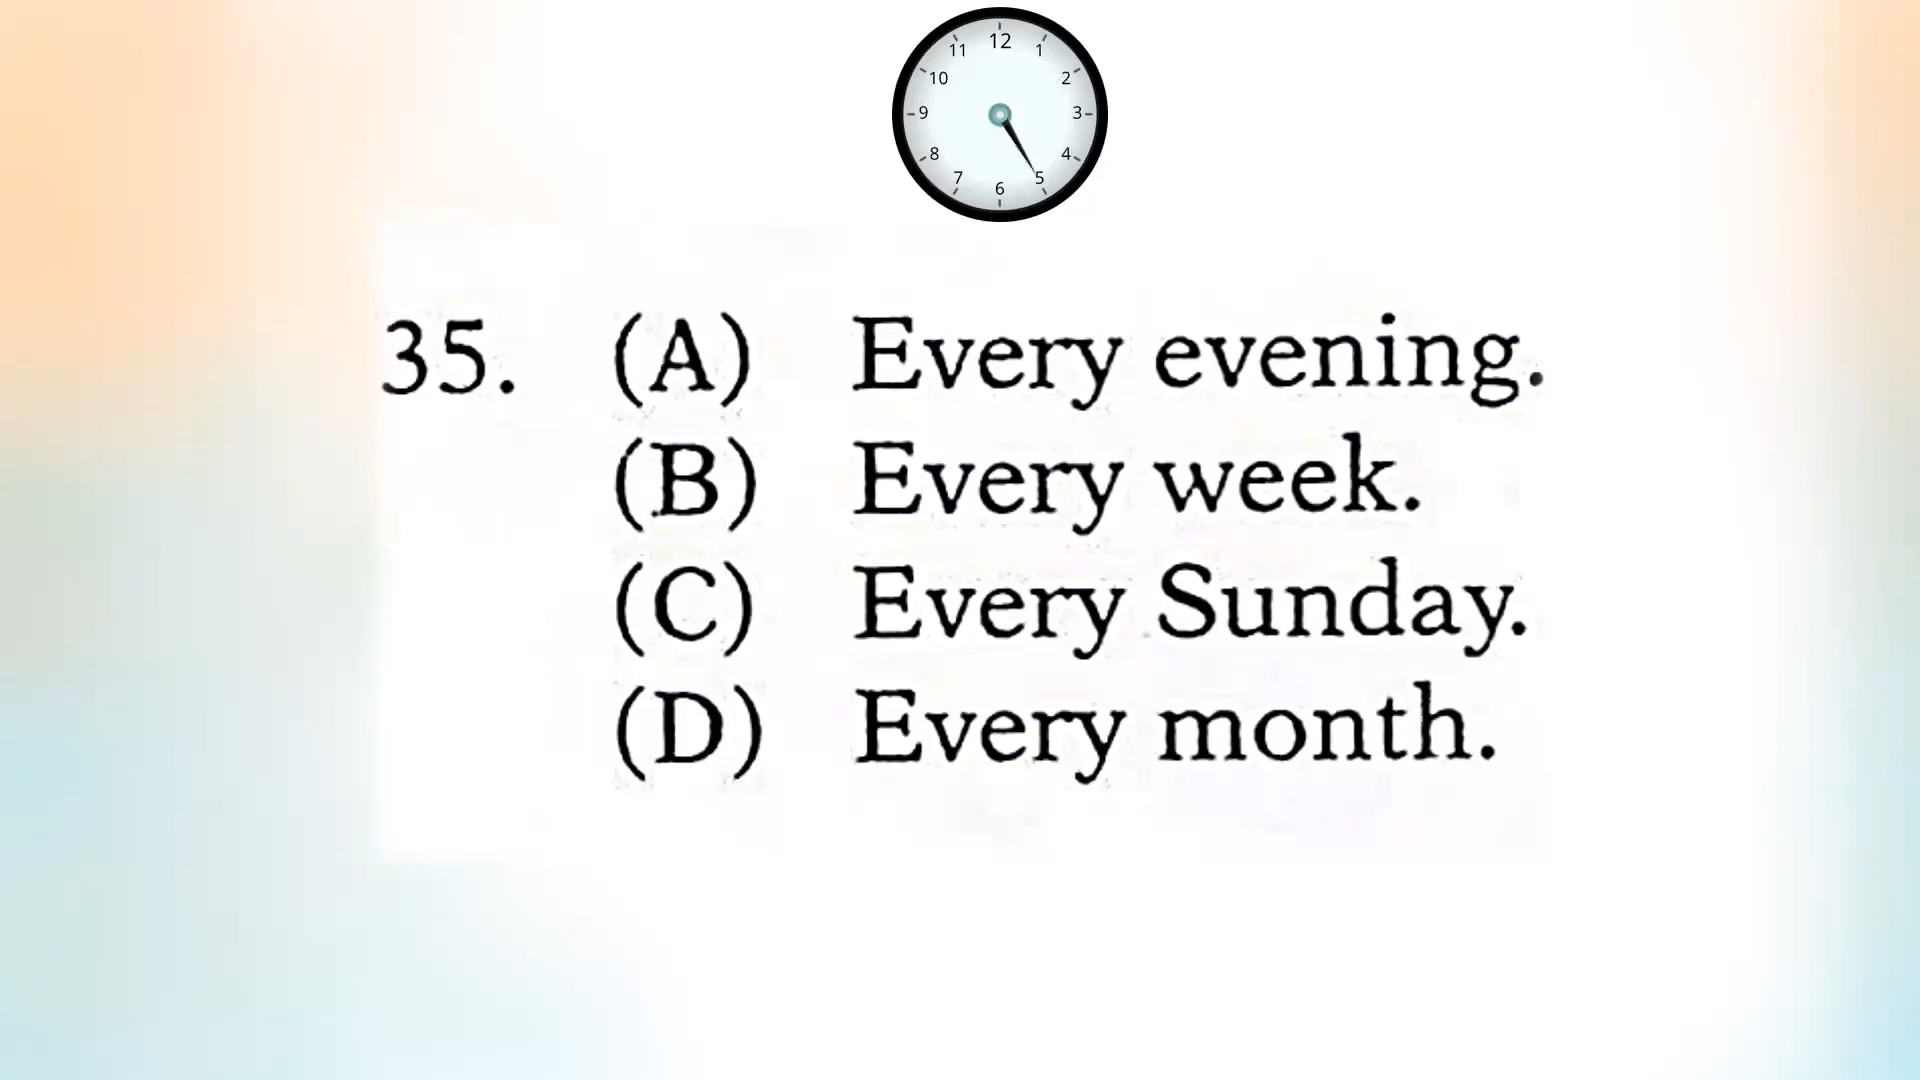 12
11 1
10 2
9 3
8 4
7 5
6
35. (A) Every evening.
(B) Every week.
(C) Every Sunday.
(D) Every month.